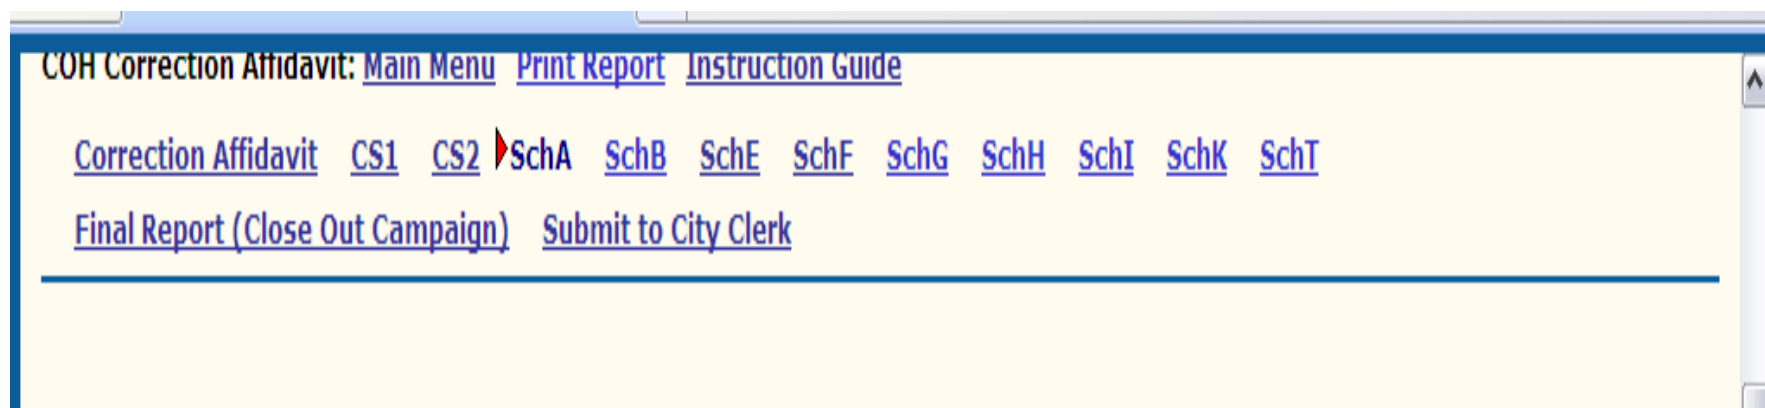 COH Correction Affidavit: Main Menu Print Report Instruction Guide
Correction Affidavit CS1 CS2 SchA SchB SchE SchF SchG SchH SchI SchK SchT
Final Report (Close Out Campaign) Submit to City Clerk